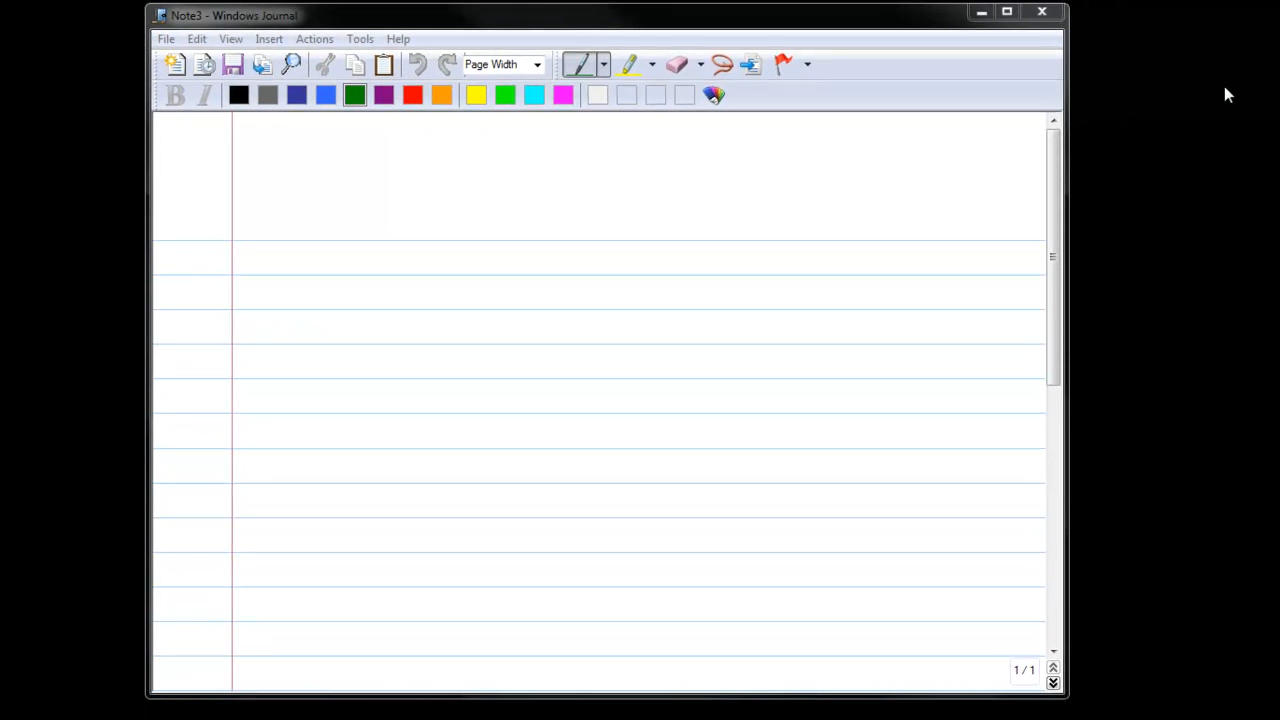 Note3 - Windows Journal
File Edit View Insert Actions Tools Help
Page Width
B I
1 / 1